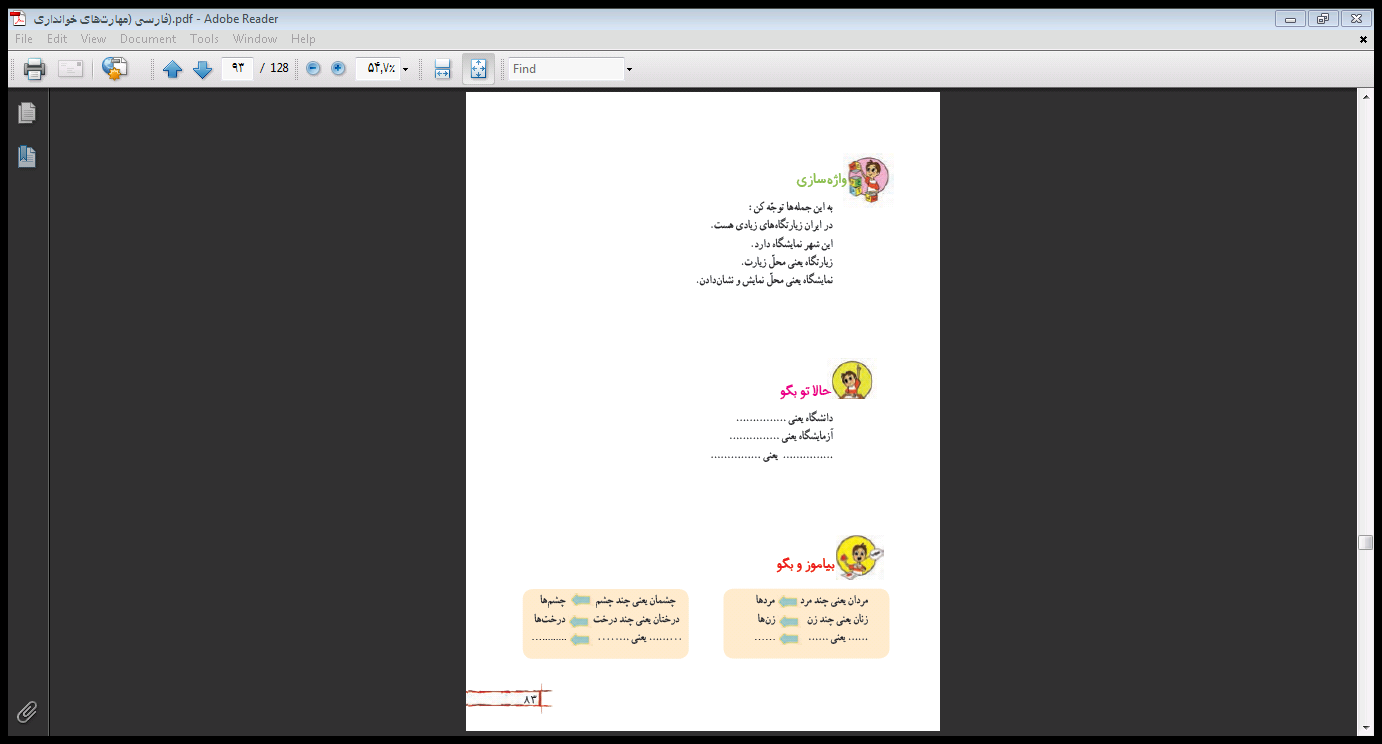 فارسی (مهارت‌های خوانداری).pdf - Adobe Reader
File Edit View Document Tools Window Help
۹۳ / 128 ۵۴,۷٪ Find
واژه‌سازی
به این جمله‌ها توجّه کن :
در ایران زیارتگاه‌های زیادی هست.
این شهر نمایشگاه دارد.
زیارتگاه یعنی محلّ زیارت.
نمایشگاه یعنی محلّ نمایش و نشان‌دادن.
حالا تو بگو
دانشگاه یعنی ...............
آزمایشگاه یعنی ...............
............... یعنی ...............
بیاموز و بگو
مردان یعنی چند مرد مردها
زنان یعنی چند زن زن‌ها
...... یعنی ...... ......
چشمان یعنی چند چشم چشم‌ها
درختان یعنی چند درخت درخت‌ها
......... یعنی ........ ...........
۸۳